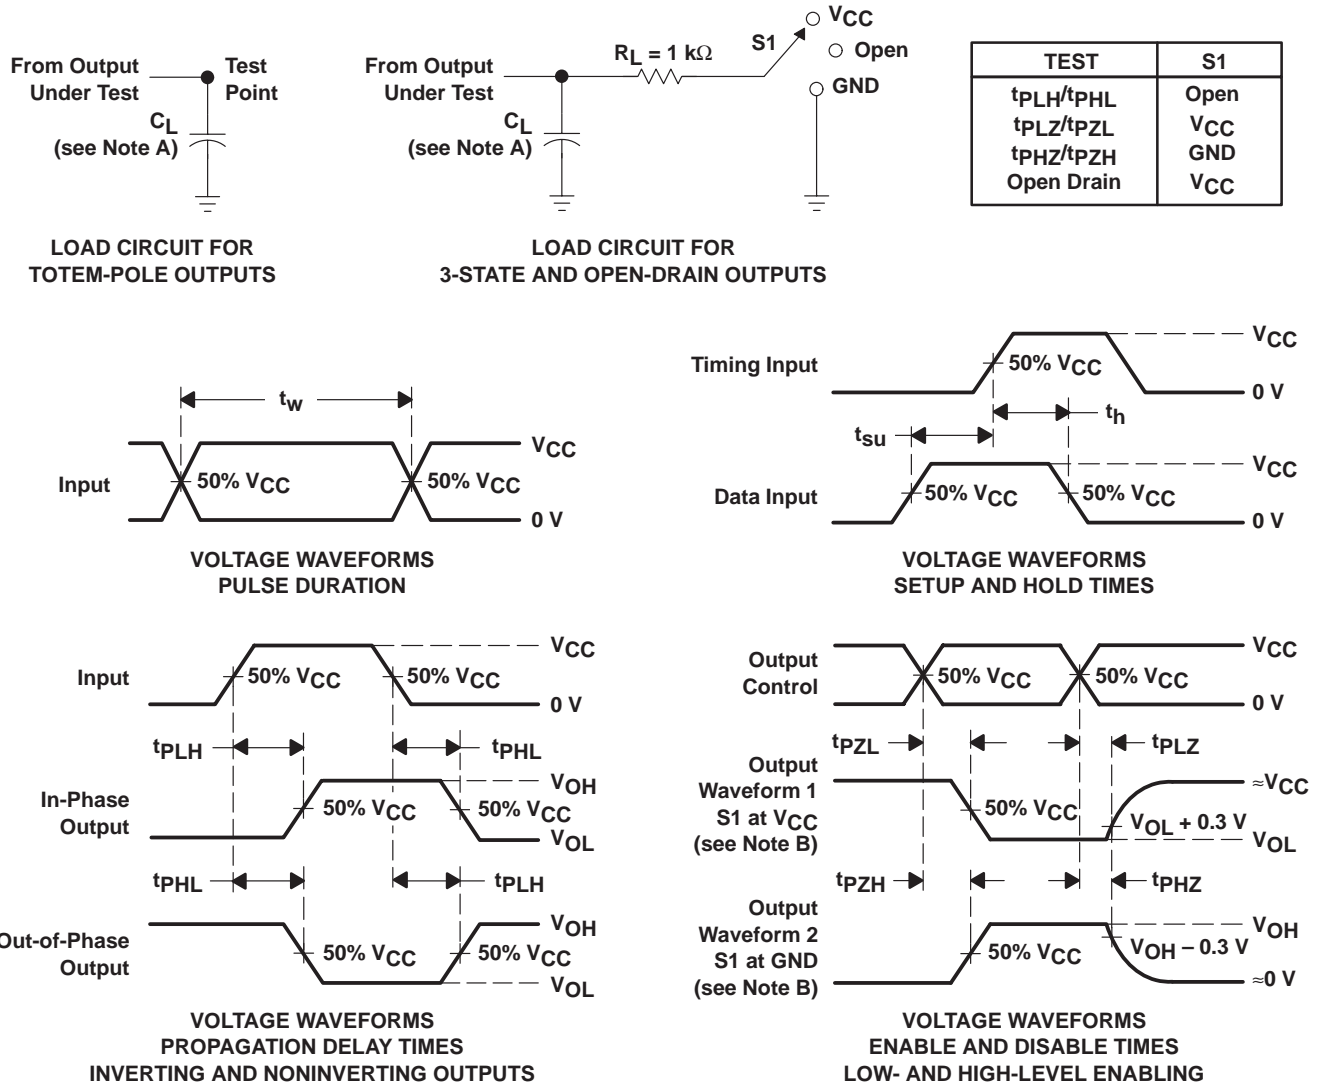 From Output
Under Test
Test
Point
CL
(see Note A)
LOAD CIRCUIT FOR
TOTEM-POLE OUTPUTS
From Output
Under Test
RL = 1 kΩ
S1
VCC
Open
GND
CL
(see Note A)
LOAD CIRCUIT FOR
3-STATE AND OPEN-DRAIN OUTPUTS
TEST S1
tPLH/tPHL Open
tPLZ/tPZL VCC
tPHZ/tPZH GND
Open Drain VCC
tw
Input
50% VCC
50% VCC
VCC
0 V
VOLTAGE WAVEFORMS
PULSE DURATION
Timing Input
50% VCC
VCC
0 V
th
tsu
Data Input
50% VCC
50% VCC
VCC
0 V
VOLTAGE WAVEFORMS
SETUP AND HOLD TIMES
Input
50% VCC
50% VCC
VCC
0 V
tPLH
tPHL
In-Phase
Output
50% VCC
50% VCC
VOH
VOL
tPHL
tPLH
Out-of-Phase
Output
50% VCC
50% VCC
VOH
VOL
VOLTAGE WAVEFORMS
PROPAGATION DELAY TIMES
INVERTING AND NONINVERTING OUTPUTS
Output
Control
50% VCC
50% VCC
VCC
0 V
tPZL
tPLZ
Output
Waveform 1
S1 at VCC
(see Note B)
50% VCC
VOL + 0.3 V
≈VCC
VOL
tPZH
tPHZ
Output
Waveform 2
S1 at GND
(see Note B)
50% VCC
VOH − 0.3 V
VOH
≈0 V
VOLTAGE WAVEFORMS
ENABLE AND DISABLE TIMES
LOW- AND HIGH-LEVEL ENABLING